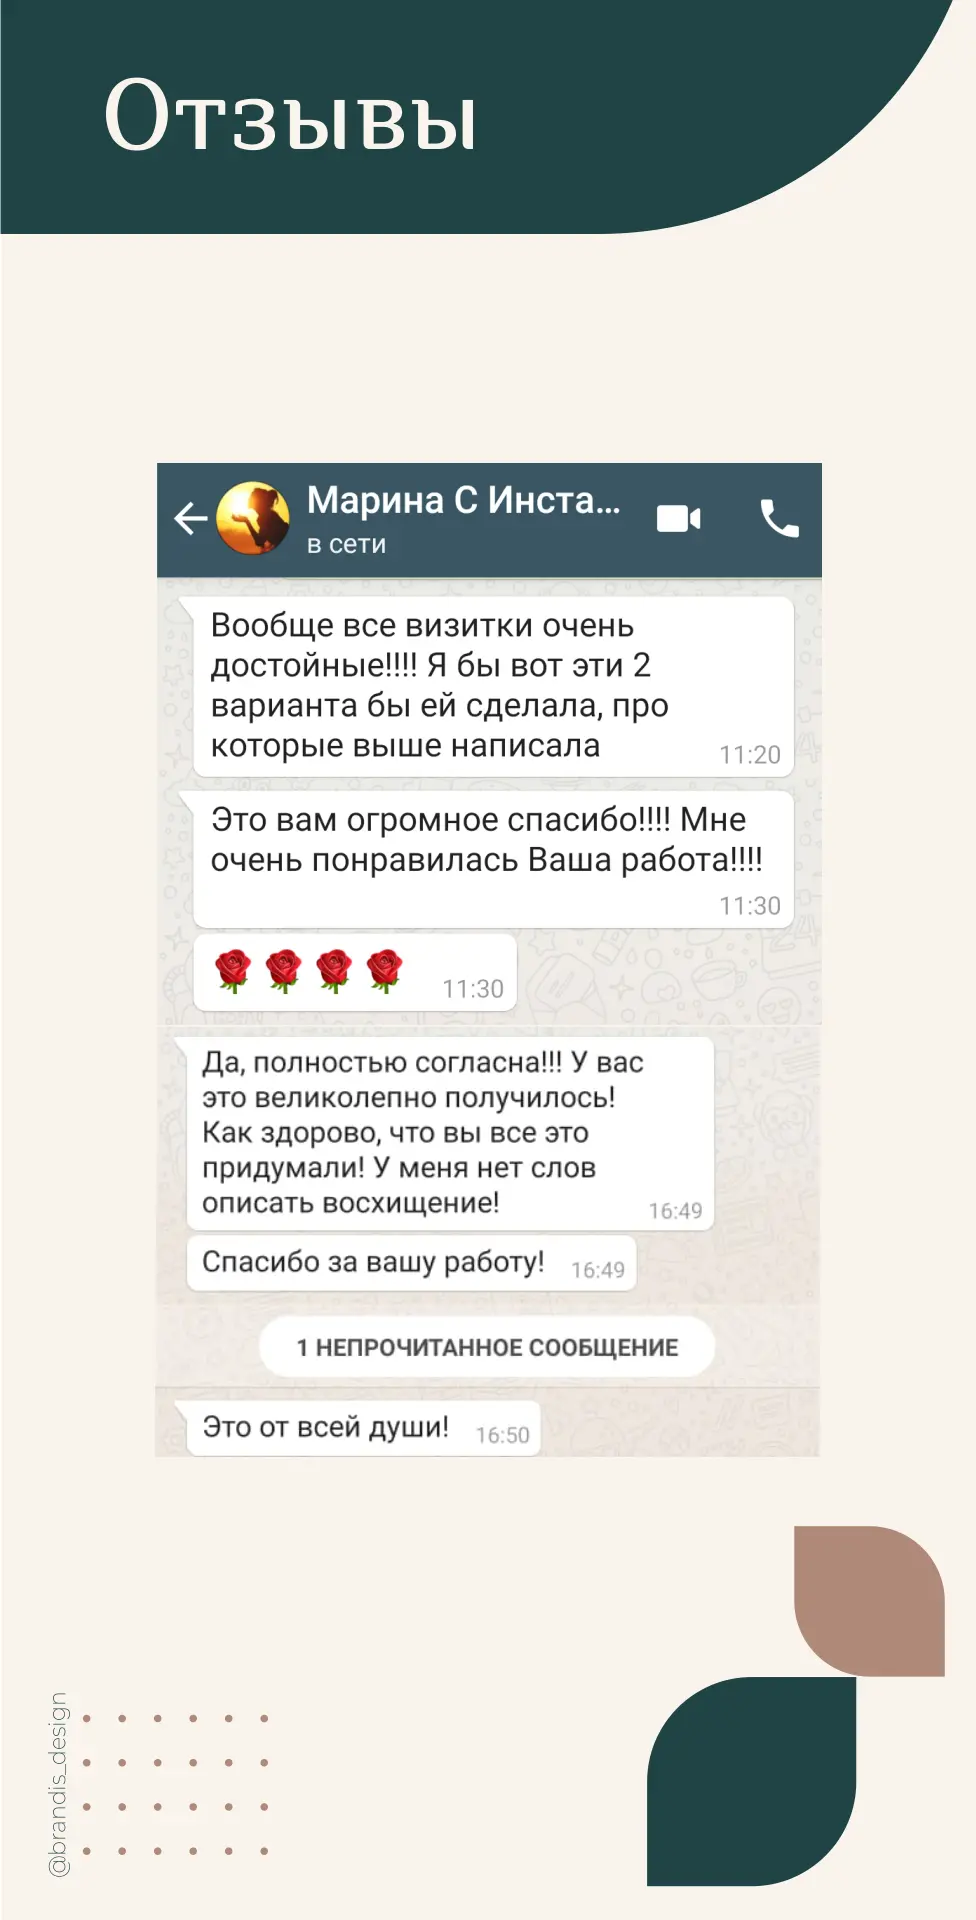 Отзывы
Марина С Инста...
в сети
Вообще все визитки очень
достойные!!!! Я бы вот эти 2
варианта бы ей сделала, про
которые выше написала
11:20
Это вам огромное спасибо!!!! Мне
очень понравилась Ваша работа!!!!
11:30
🌹🌹🌹🌹 11:30
Да, полностью согласна!!! У вас
это великолепно получилось!
Как здорово, что вы все это
придумали! У меня нет слов
описать восхищение!
16:49
Спасибо за вашу работу! 16:49
1 НЕПРОЧИТАННОЕ СООБЩЕНИЕ
Это от всей души! 16:50
@brandis_design